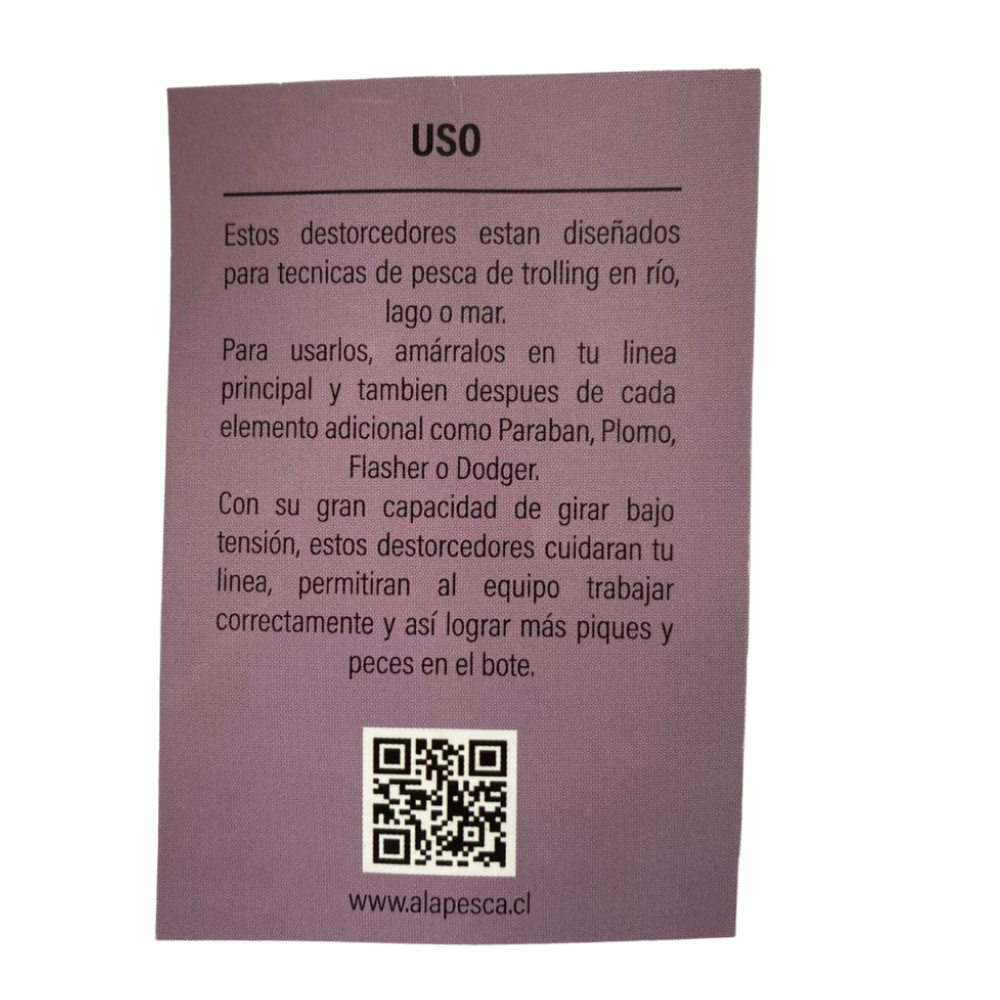 USO
Estos destorcedores estan diseñados
para tecnicas de pesca de trolling en río,
lago o mar.
Para usarlos, amárralos en tu linea
principal y tambien despues de cada
elemento adicional como Paraban, Plomo,
Flasher o Dodger.
Con su gran capacidad de girar bajo
tensión, estos destorcedores cuidaran tu
linea, permitiran al equipo trabajar
correctamente y así lograr más piques y
peces en el bote.
www.alapesca.cl